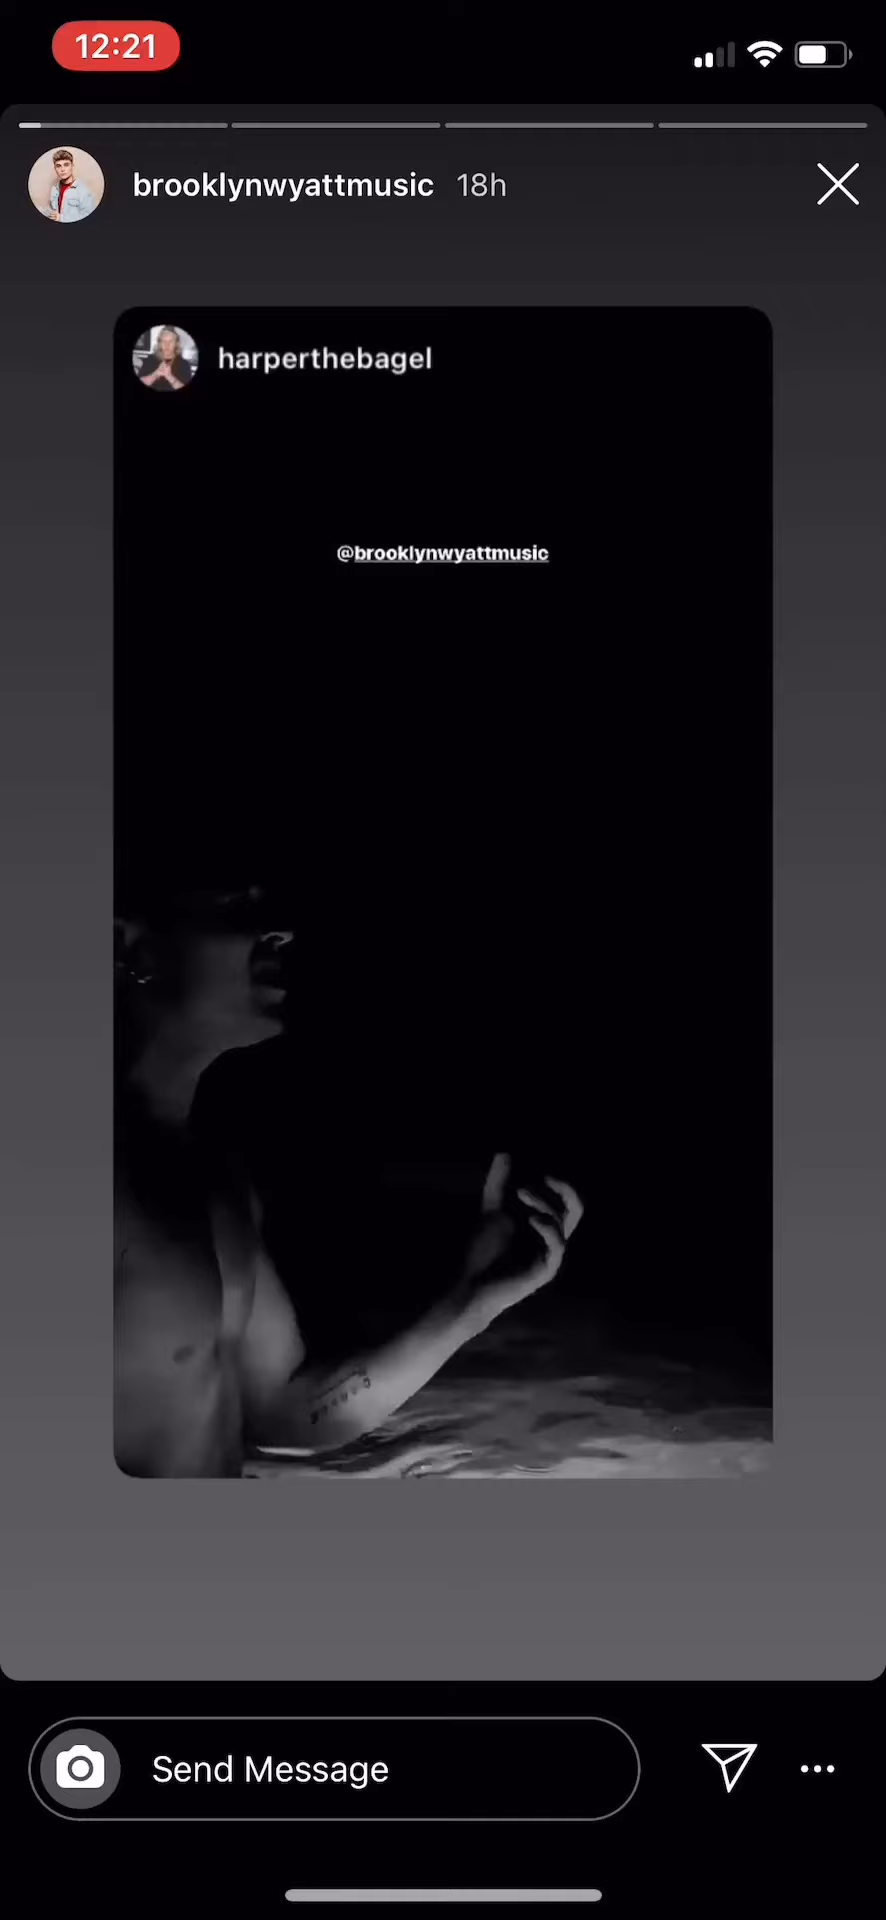 12:21
brooklynwyattmusic 18h
harperthebagel
@brooklynwyattmusic
Send Message